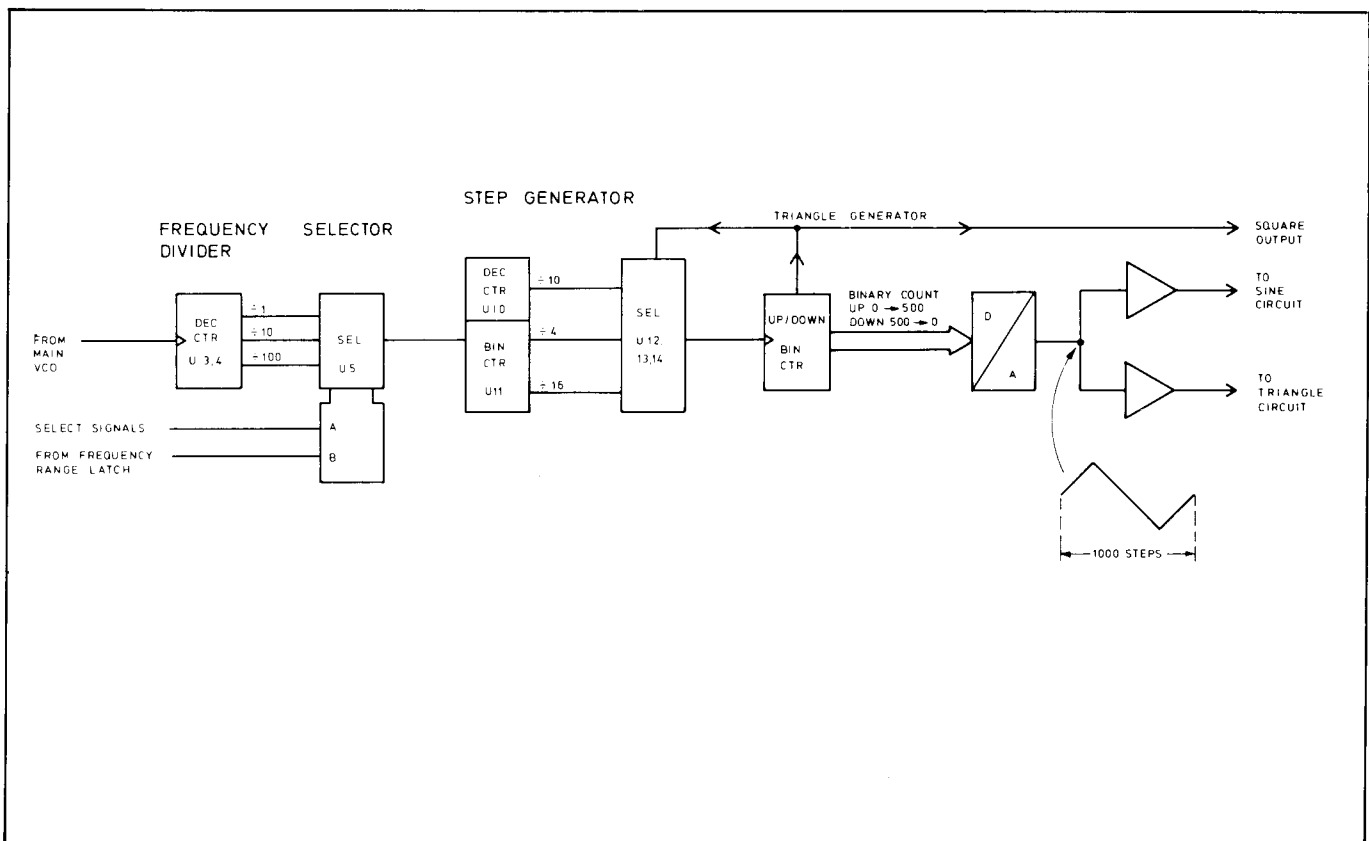 STEP GENERATOR
FREQUENCY SELECTOR
DIVIDER
TRIANGLE GENERATOR
SQUARE
OUTPUT
DEC
CTR
U10
÷10
SEL
U12,
13,14
BIN
CTR
U11
÷4
÷16
DEC
CTR
U 3,4
÷1
÷10
÷100
SEL
U5
FROM
MAIN
VCO
UP/DOWN
BIN
CTR
BINARY COUNT
UP 0 → 500
DOWN 500 → 0
D
A
TO
SINE
CIRCUIT
TO
TRIANGLE
CIRCUIT
SELECT SIGNALS
A
FROM FREQUENCY
RANGE LATCH
B
1000 STEPS